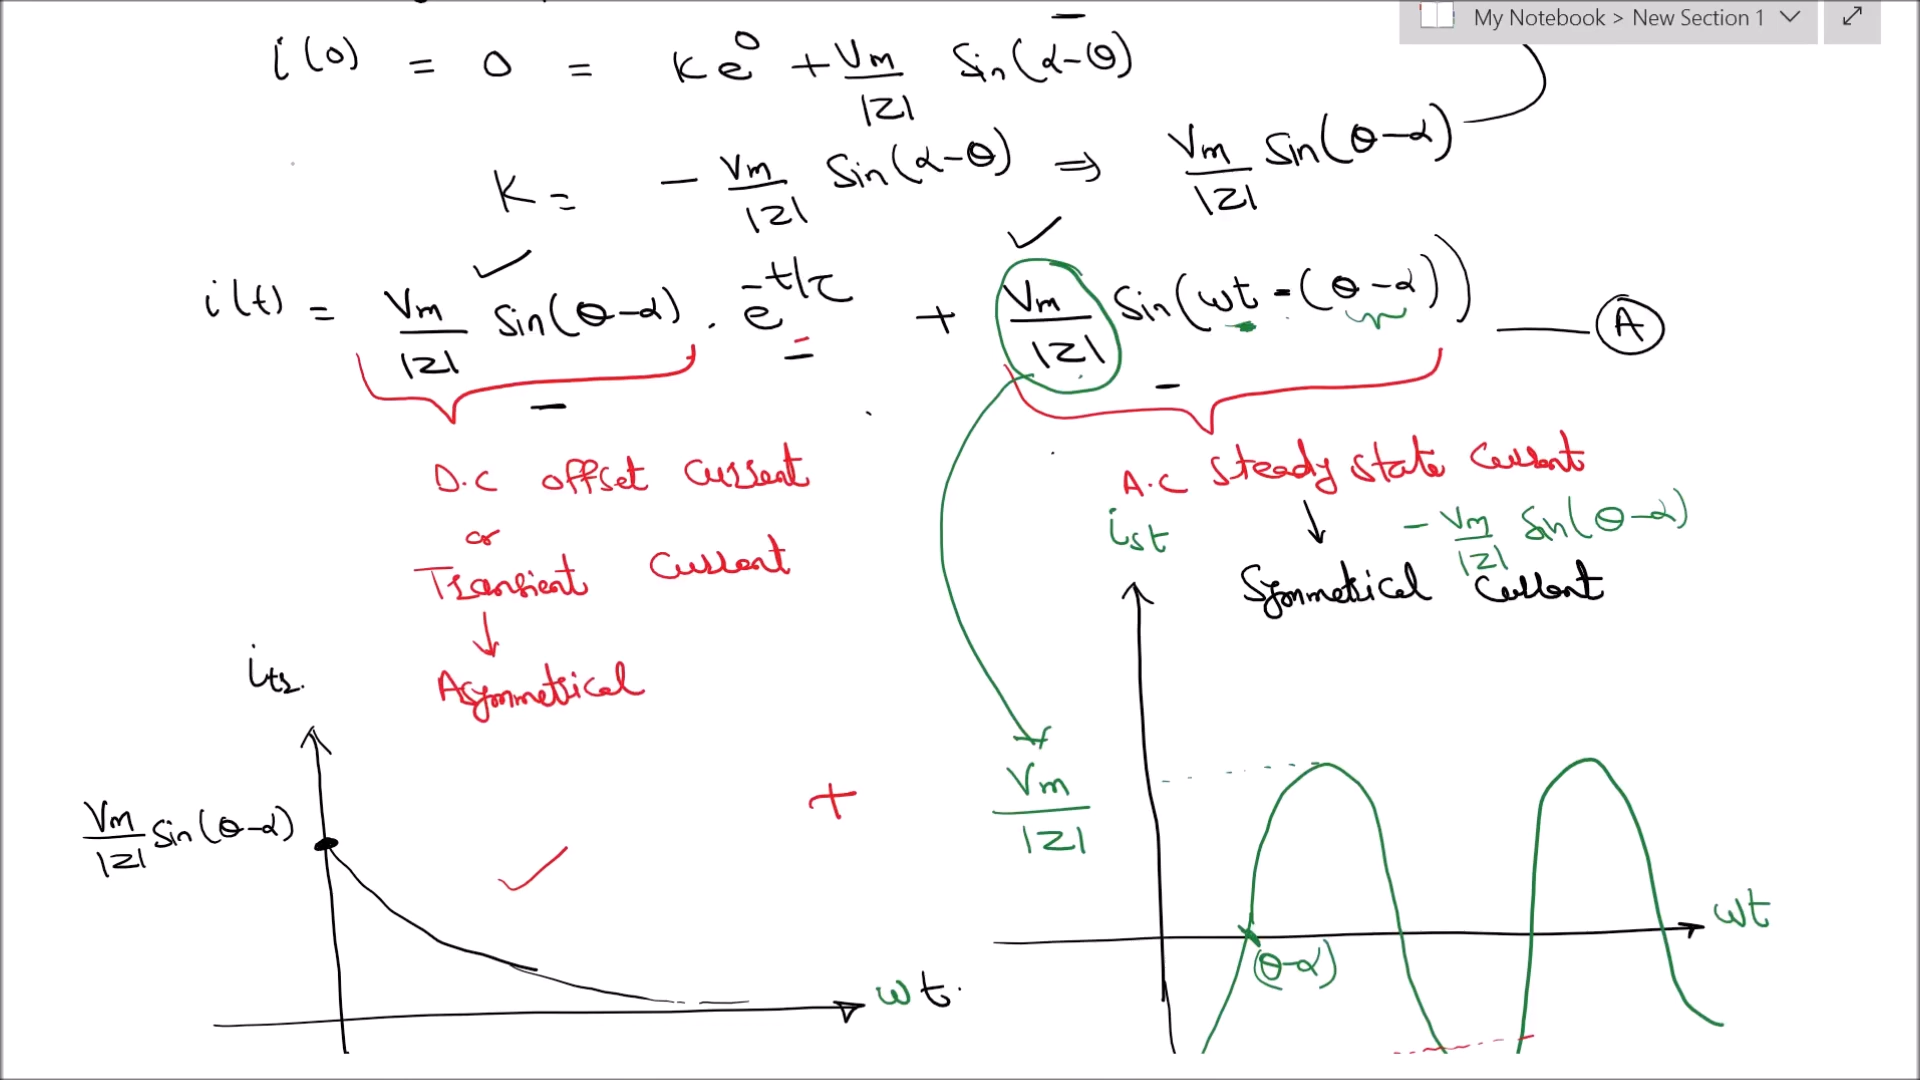 My Notebook > New Section 1
i(0) = 0 = K e^0 + Vm/|Z| Sin(α-θ)
K = - Vm/|Z| Sin(α-θ) ⇒ Vm/|Z| Sin(θ-α)
i(t) = Vm/|Z| Sin(θ-α) . e^-t/τ + Vm/|Z| Sin(ωt - (θ-α)) — A
D.C offset Current
or
Transient Current
↓
Asymmetrical
A.C Steady state Current
↓
Symmetrical Current
ist
- Vm/|Z| Sin(θ-α)
itr.
Vm/|Z| Sin(θ-α)
ωt.
+
Vm/|Z|
(θ-α)
ωt